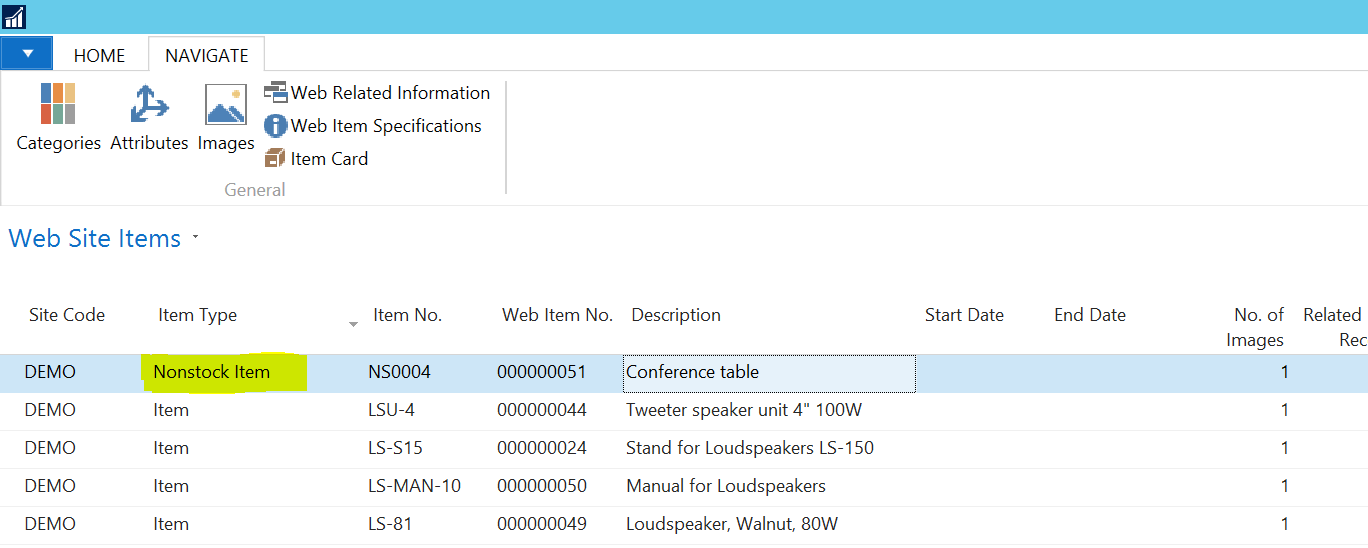 HOME NAVIGATE
Web Related Information
Web Item Specifications
Item Card
Categories Attributes Images
General
Web Site Items
Site Code Item Type Item No. Web Item No. Description Start Date End Date No. of Images Related Rec
DEMO Nonstock Item NS0004 000000051 Conference table 1
DEMO Item LSU-4 000000044 Tweeter speaker unit 4" 100W 1
DEMO Item LS-S15 000000024 Stand for Loudspeakers LS-150 1
DEMO Item LS-MAN-10 000000050 Manual for Loudspeakers 1
DEMO Item LS-81 000000049 Loudspeaker, Walnut, 80W 1